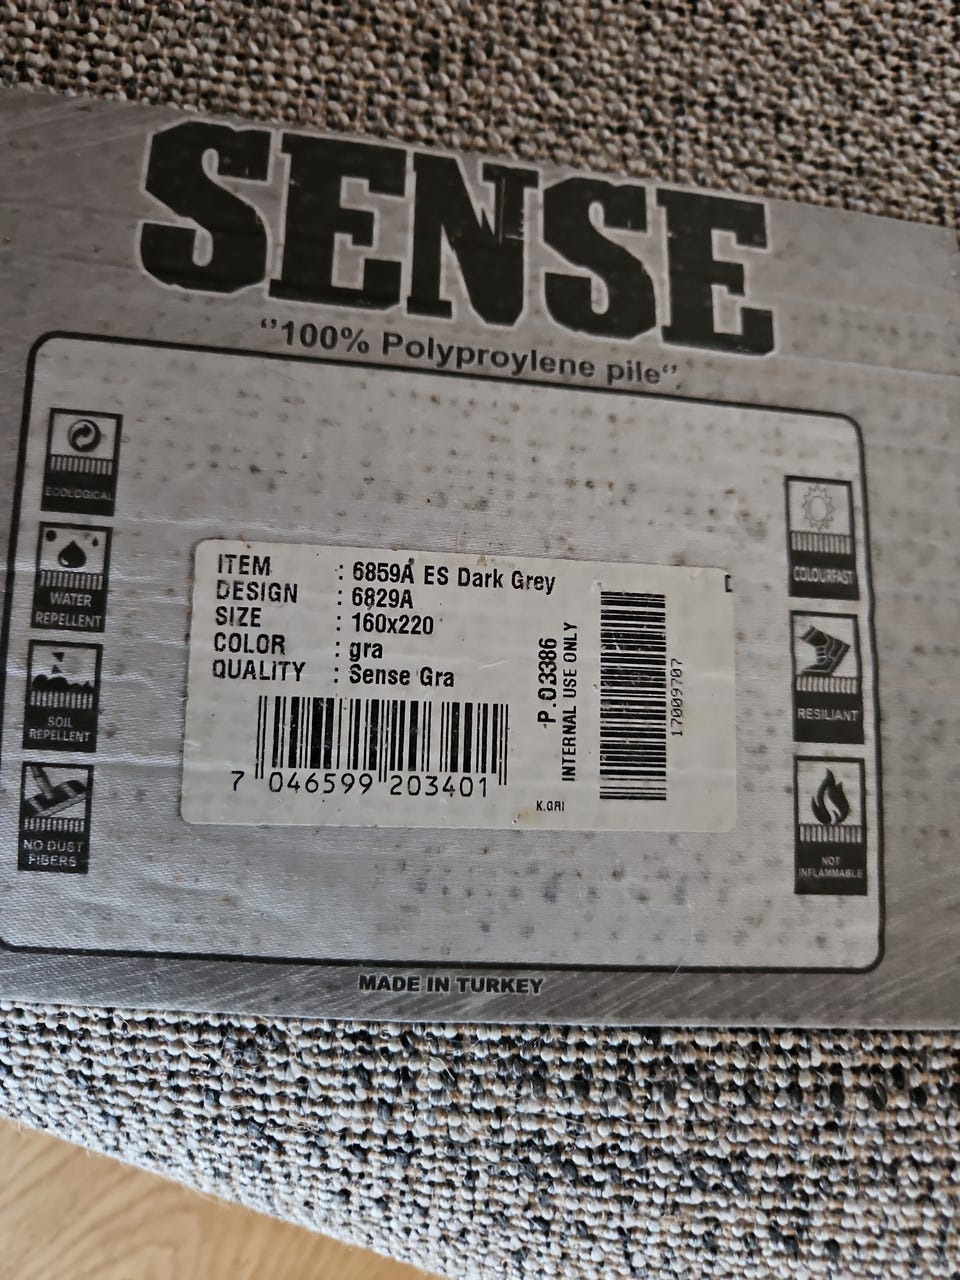 SENSE
‘’100% Polyproylene pile‘’
ECOLOGICAL
WATER
REPELLENT
SOIL
REPELLENT
NO DUST
FIBERS
ITEM : 6859A ES Dark Grey
DESIGN : 6829A
SIZE : 160x220
COLOR : gra
QUALITY : Sense Gra
7 046599 203401
P.03386
INTERNAL USE ONLY
K.GRI
17009707
COLOURFAST
RESILIANT
NOT
INFLAMMABLE
MADE IN TURKEY